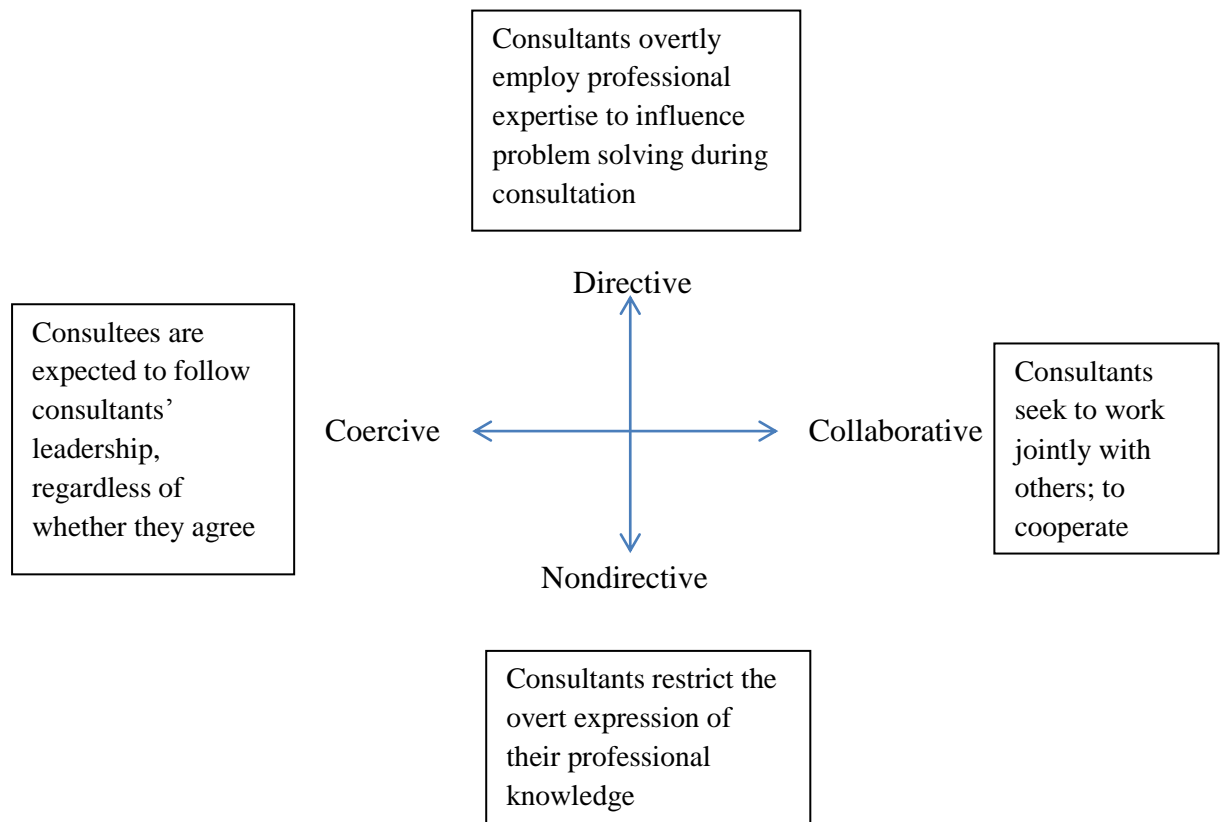 Consultants overtly
employ professional
expertise to influence
problem solving during
consultation
Directive
Consultees are
expected to follow
consultants’
leadership,
regardless of
whether they agree
Coercive
Collaborative
Consultants
seek to work
jointly with
others; to
cooperate
Nondirective
Consultants restrict the
overt expression of
their professional
knowledge